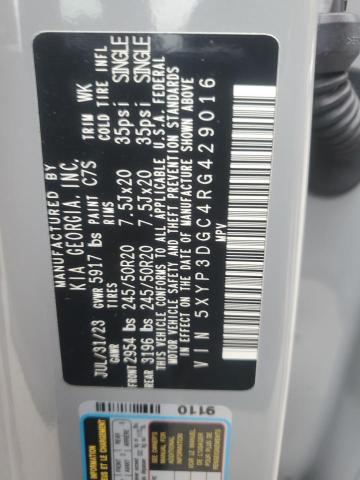 MANUFACTURED BY
KIA GEORGIA, INC.
JUL/31/23 GVWR 5917 lbs PAINT C7S TRIM WK
GAWR TIRES RIMS COLD TIRE INFL
FRONT 2954 lbs 245/50R20 7.5Jx20 35psi SINGLE
REAR 3196 lbs 245/50R20 7.5Jx20 35psi SINGLE
THIS VEHICLE CONFORMS TO ALL APPLICABLE U.S.A. FEDERAL
MOTOR VEHICLE SAFETY AND THEFT PREVENTION STANDARDS
IN EFFECT ON THE DATE OF MANUFACTURE SHOWN ABOVE.
VIN 5XYP3DGC4RG429016
MPV
9110
INFORMATION